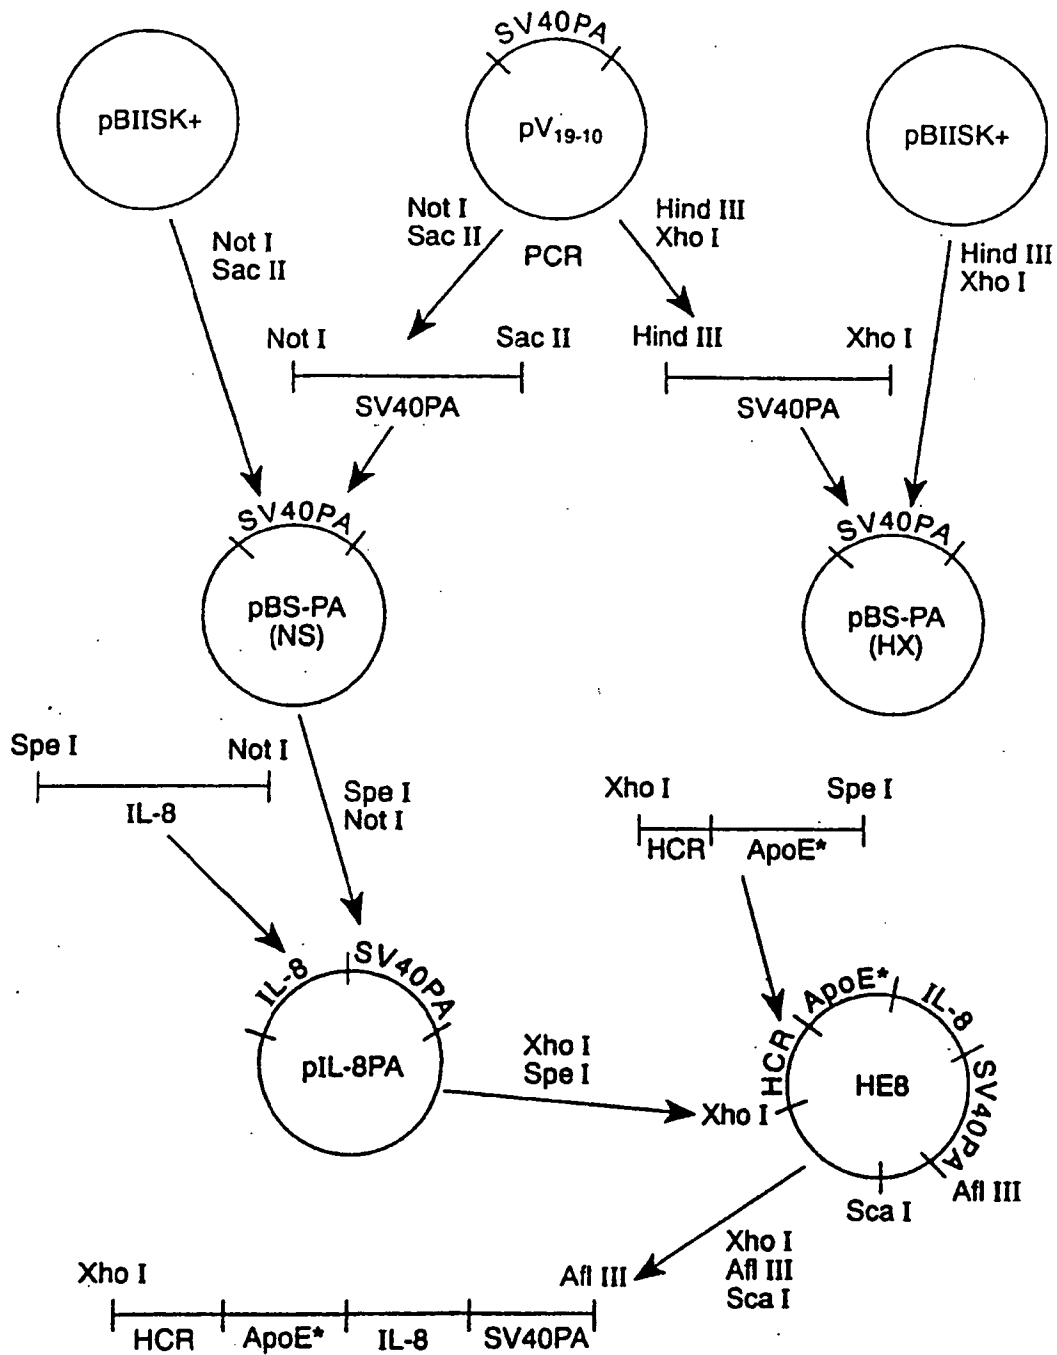 SV40PA
pBIISK+
pV19-10
pBIISK+
Not I
Sac II
Not I
Sac II
PCR
Hind III
Xho I
Hind III
Xho I
Not I
Sac II
SV40PA
Hind III
Xho I
SV40PA
SV40PA
pBS-PA
(NS)
SV40PA
pBS-PA
(HX)
Spe I
Not I
IL-8
Spe I
Not I
Xho I
Spe I
HCR
ApoE*
IL-8
SV40PA
pIL-8PA
Xho I
Spe I
HCR
ApoE*
IL-8
SV40PA
HE8
Xho I
Sca I
Afl III
Xho I
Afl III
Sca I
Xho I
Afl III
HCR
ApoE*
IL-8
SV40PA